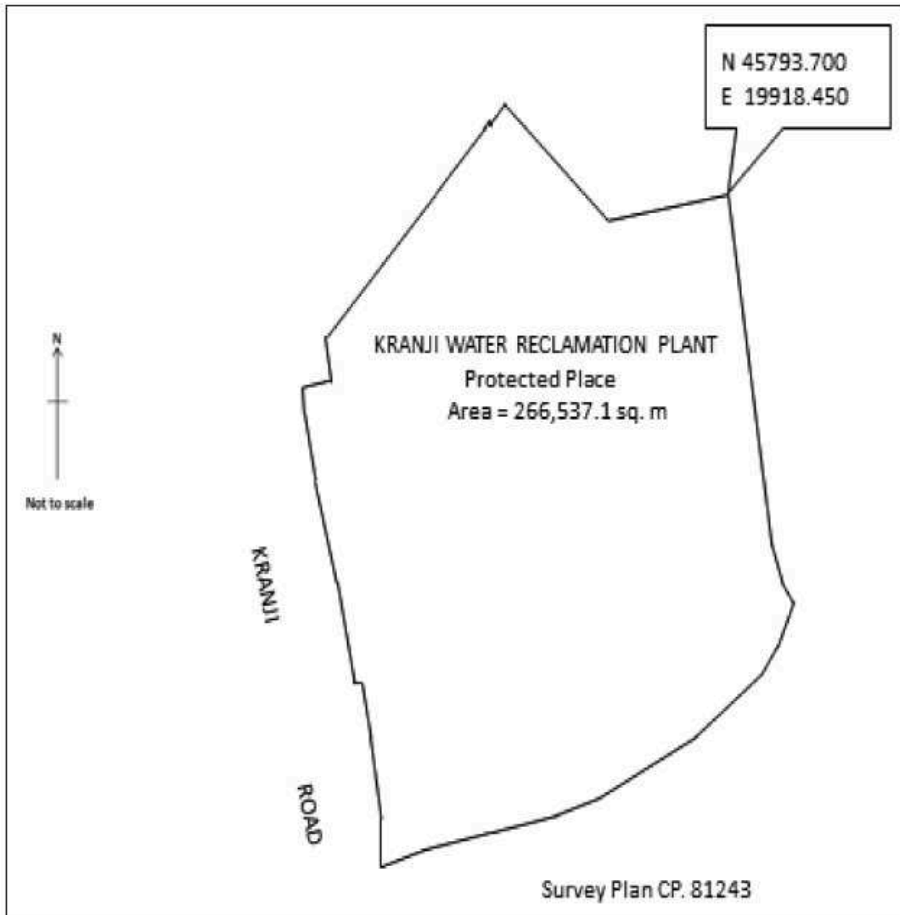 N 45793.700
E 19918.450
KRANJI WATER RECLAMATION PLANT
Protected Place
Area = 266,537.1 sq. m
N
Not to scale
KRANJI
ROAD
Survey Plan CP. 81243